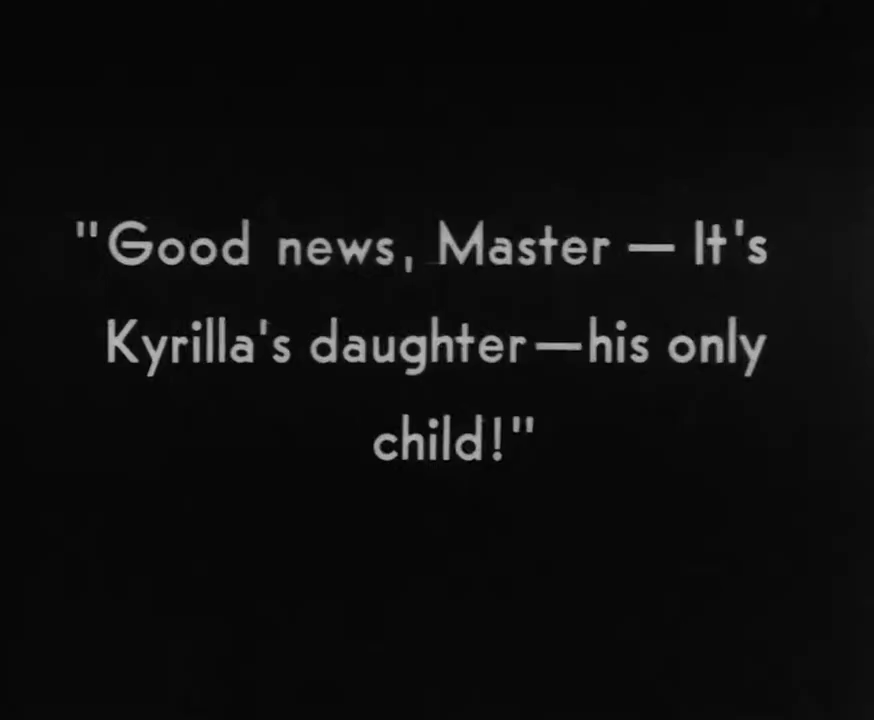 "Good news, Master — It's
Kyrilla's daughter—his only
child!"